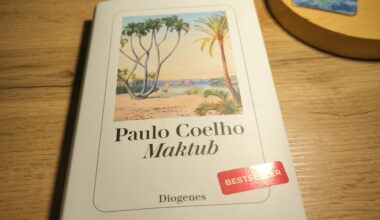 Paulo Coelho
Maktub
BESTSELLER
Diogenes